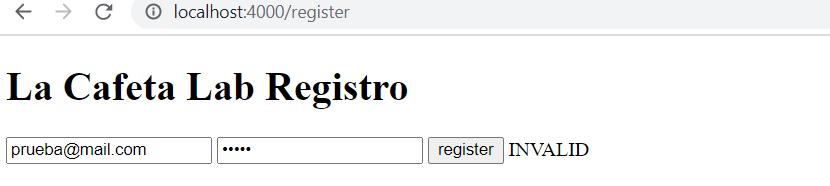 localhost:4000/register
La Cafeta Lab Registro
prueba@mail.com ••••• register INVALID